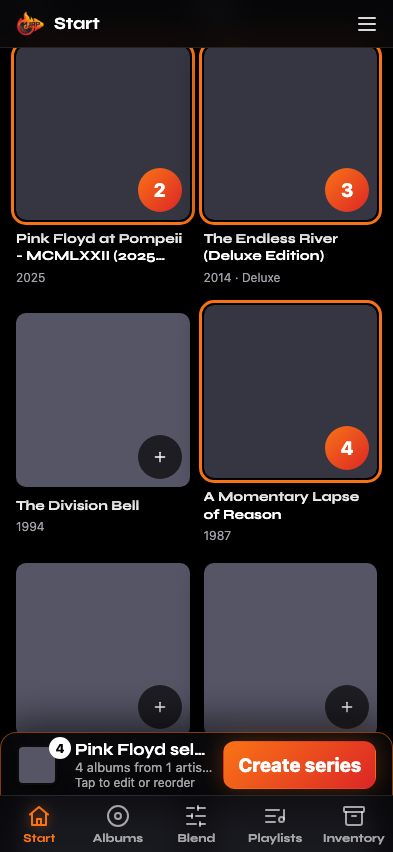 Start
2
3
Pink Floyd at Pompeii
- MCMLXXII (2025...
2025
The Endless River
(Deluxe Edition)
2014 · Deluxe
+
4
The Division Bell
1994
A Momentary Lapse
of Reason
1987
+
+
4
Pink Floyd sel...
4 albums from 1 artis...
Tap to edit or reorder
Create series
Start
Albums
Blend
Playlists
Inventory